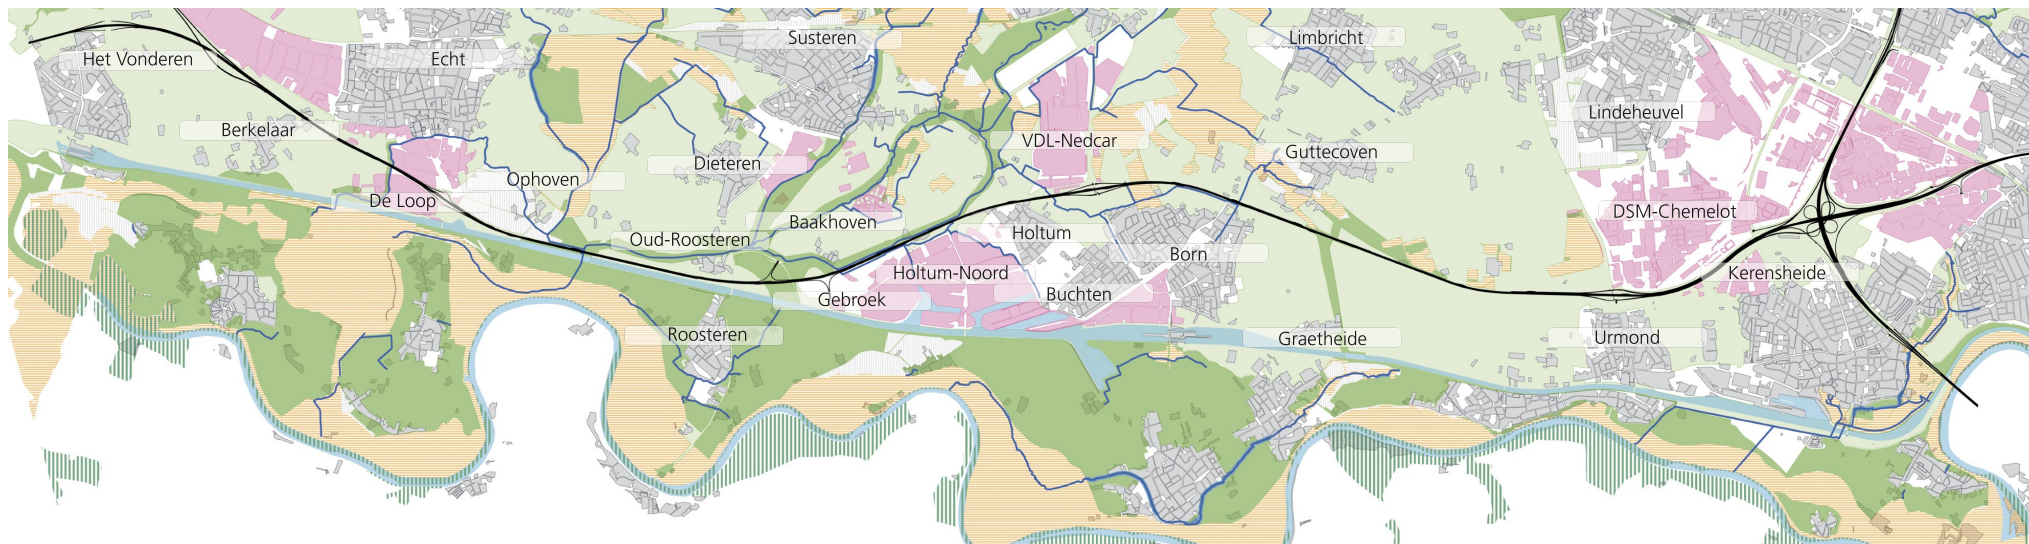 Susteren
Limbricht
Het Vonderen
Echt
Lindeheuvel
Berkelaar
VDL-Nedcar
Guttecoven
Dieteren
Ophoven
De Loop
DSM-Chemelot
Baakhoven
Holtum
Oud-Roosteren
Born
Holtum-Noord
Kerensheide
Buchten
Gebroek
Roosteren
Graetheide
Urmond